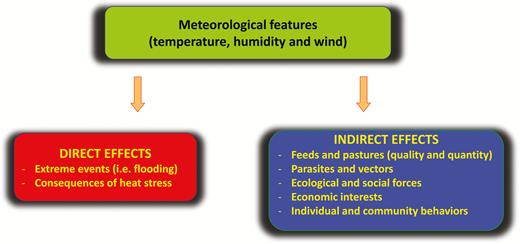 Meteorological features
(temperature, humidity and wind)
DIRECT EFFECTS
- Extreme events (i.e. flooding)
- Consequences of heat stress
INDIRECT EFFECTS
- Feeds and pastures (quality and quantity)
- Parasites and vectors
- Ecological and social forces
- Economic interests
- Individual and community behaviors